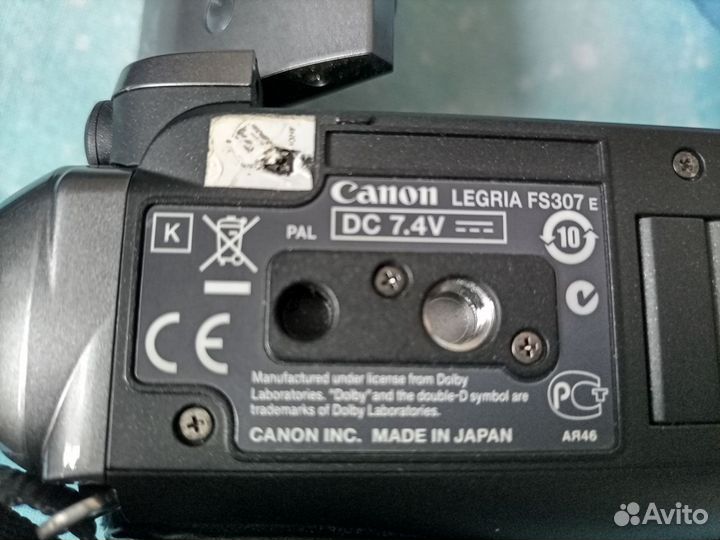 Canon LEGRIA FS307 E
K
PAL
DC 7.4V
10
CE
Manufactured under license from Dolby
Laboratories. "Dolby" and the double-D symbol are
trademarks of Dolby Laboratories.
CANON INC. MADE IN JAPAN
PCT
АЯ46
Avito